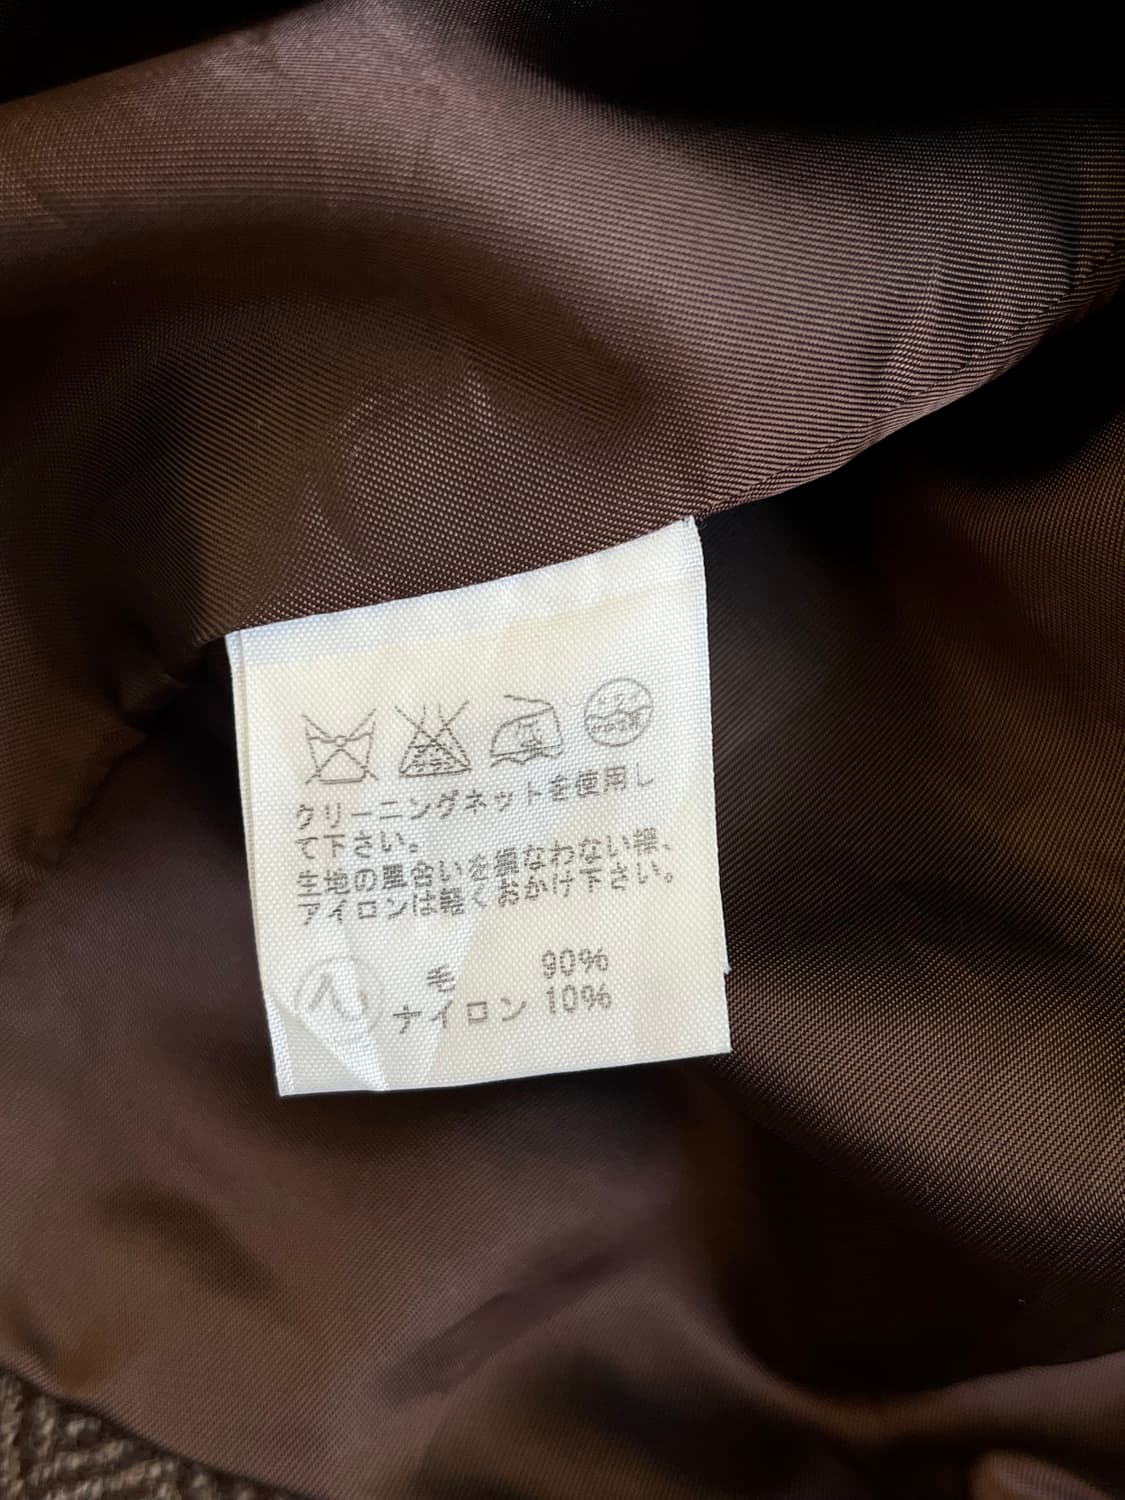 クリーニングネットを使用し
て下さい。
生地の風合いを損なわない様、
アイロンは軽くおかけ下さい。
毛 90%
ナイロン 10%